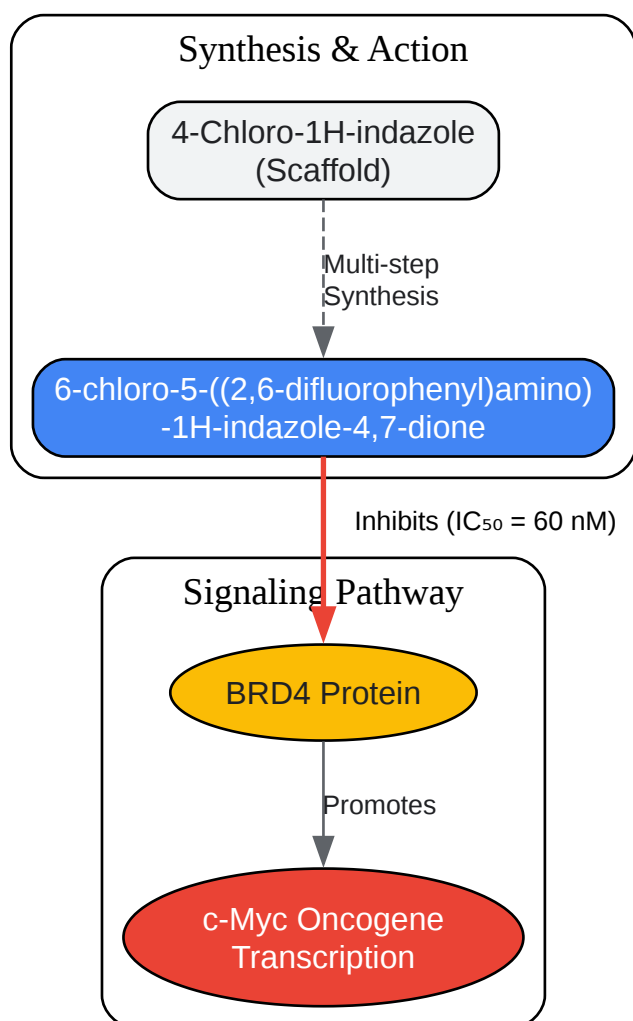 Synthesis & Action
4-Chloro-1H-indazole
(Scaffold)
Multi-step
Synthesis
6-chloro-5-((2,6-difluorophenyl)amino)
-1H-indazole-4,7-dione
Inhibits (IC₅₀ = 60 nM)
Signaling Pathway
BRD4 Protein
Promotes
c-Myc Oncogene
Transcription